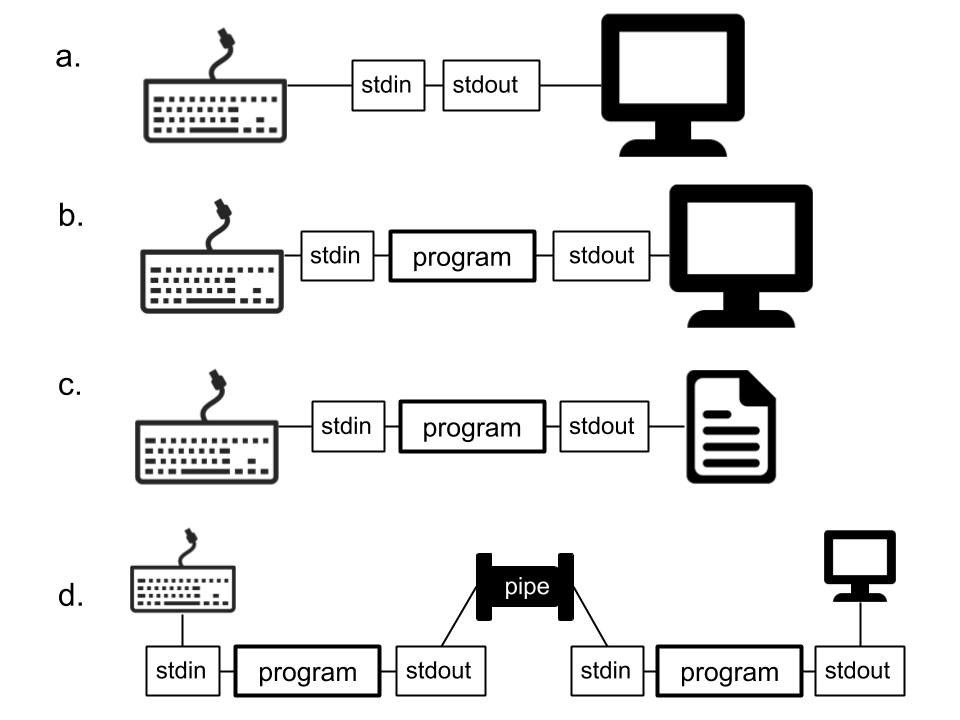 a.
stdin stdout
b.
stdin program stdout
c.
stdin program stdout
pipe
d.
stdin program stdout stdin program stdout